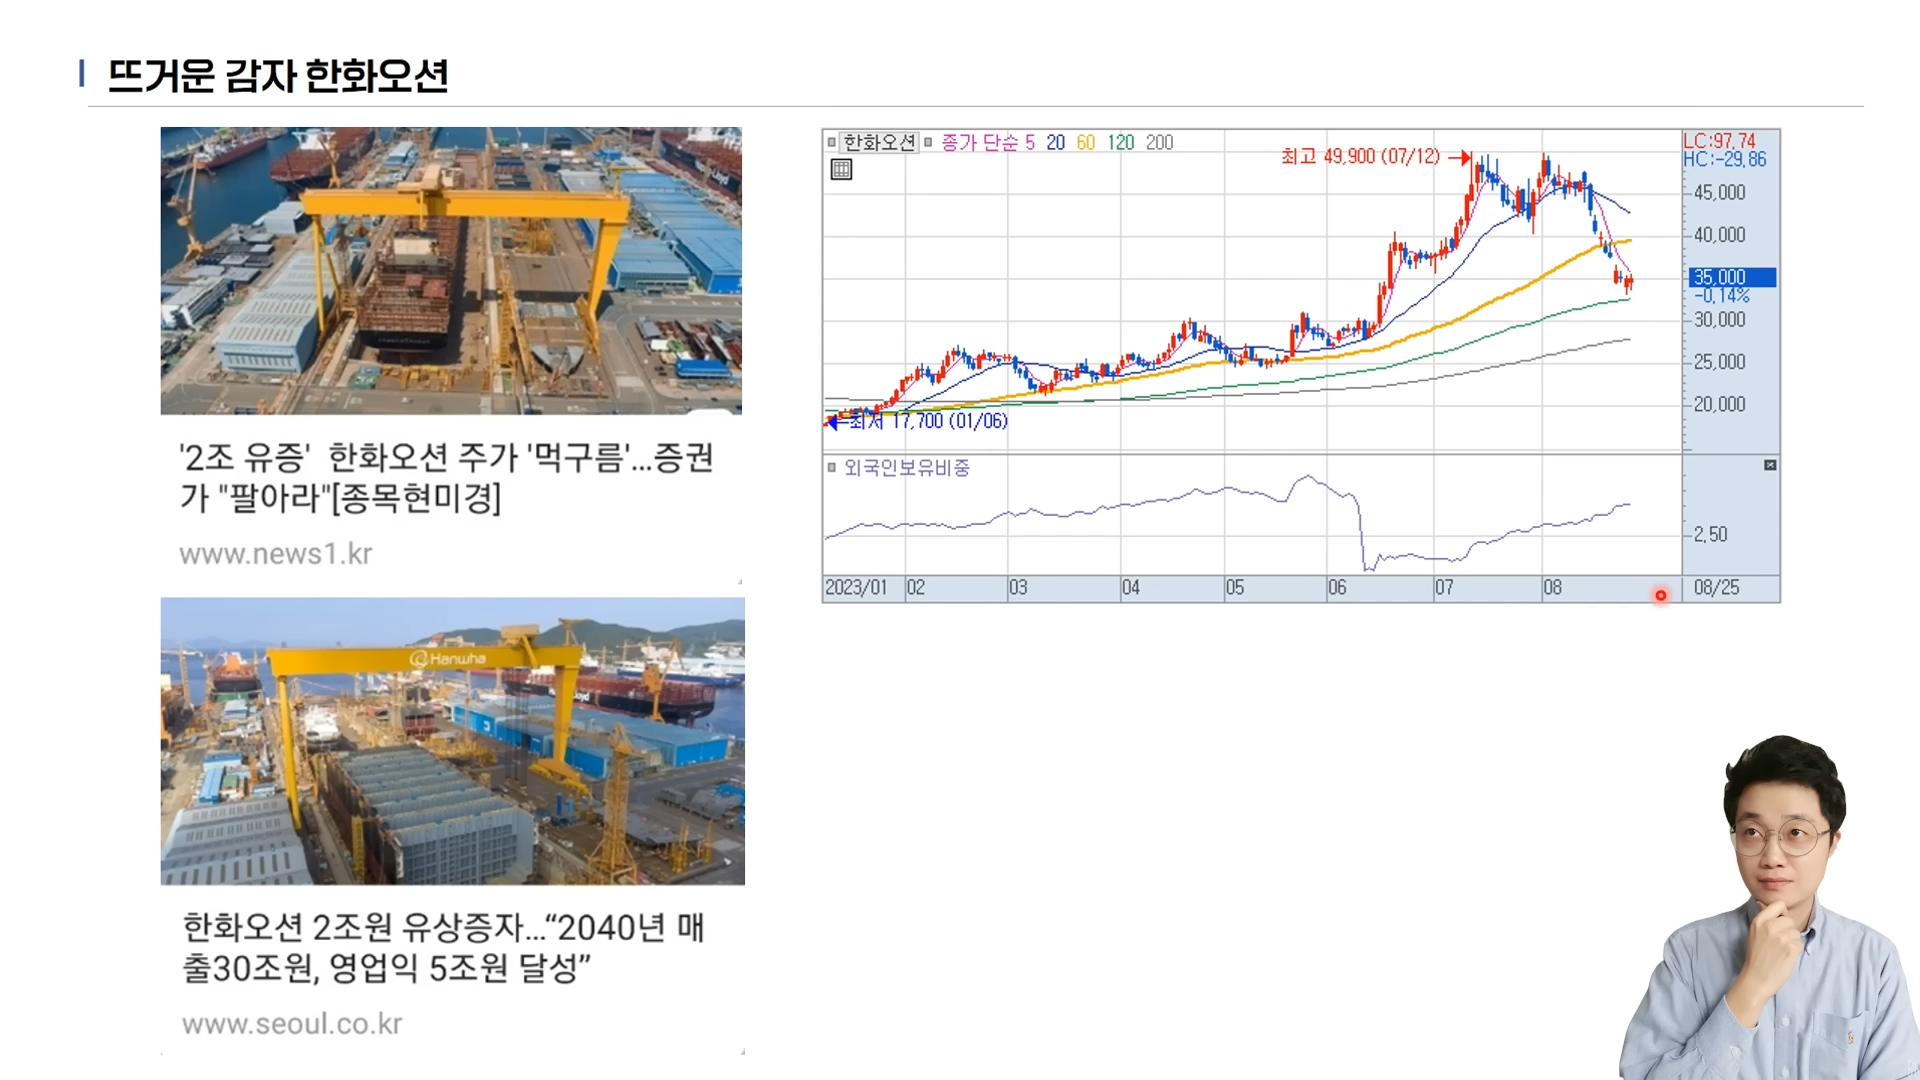 뜨거운 감자 한화오션
'2조 유증' 한화오션 주가 '먹구름'...증권
가 "팔아라"[종목현미경]
www.news1.kr
Hanwha
한화오션 2조원 유상증자...“2040년 매
출30조원, 영업익 5조원 달성”
www.seoul.co.kr
한화오션 종가 단순 5 20 60 120 200
최고 49,900 (07/12)
LC:97,74
HC:-29,86
45,000
40,000
35,000
-0,14%
30,000
25,000
20,000
최저 17,700 (01/06)
외국인보유비중
2,50
2023/01 02 03 04 05 06 07 08 08/25